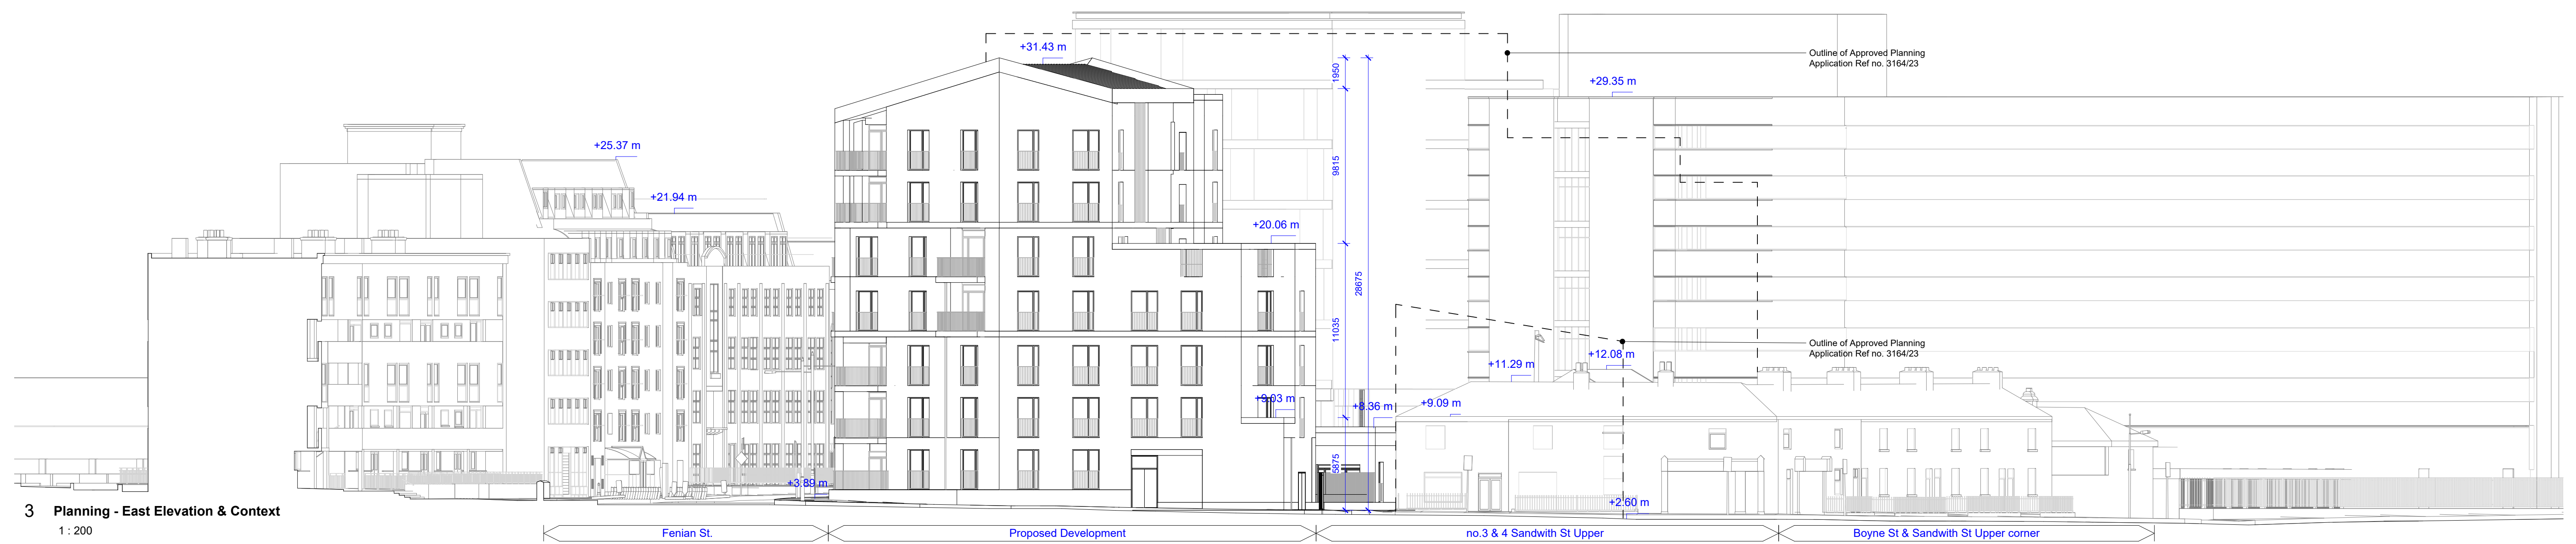 +31.43 m
Outline of Approved Planning
Application Ref no. 3164/23
1950
+29.35 m
+25.37 m
9815
+21.94 m
+20.06 m
28675
11035
Outline of Approved Planning
Application Ref no. 3164/23
+12.08 m
+11.29 m
+9.03 m
+8.36 m
+9.09 m
5875
+3.89 m
+2.60 m
3 Planning - East Elevation & Context
1 : 200
Fenian St.
Proposed Development
no.3 & 4 Sandwith St Upper
Boyne St & Sandwith St Upper corner